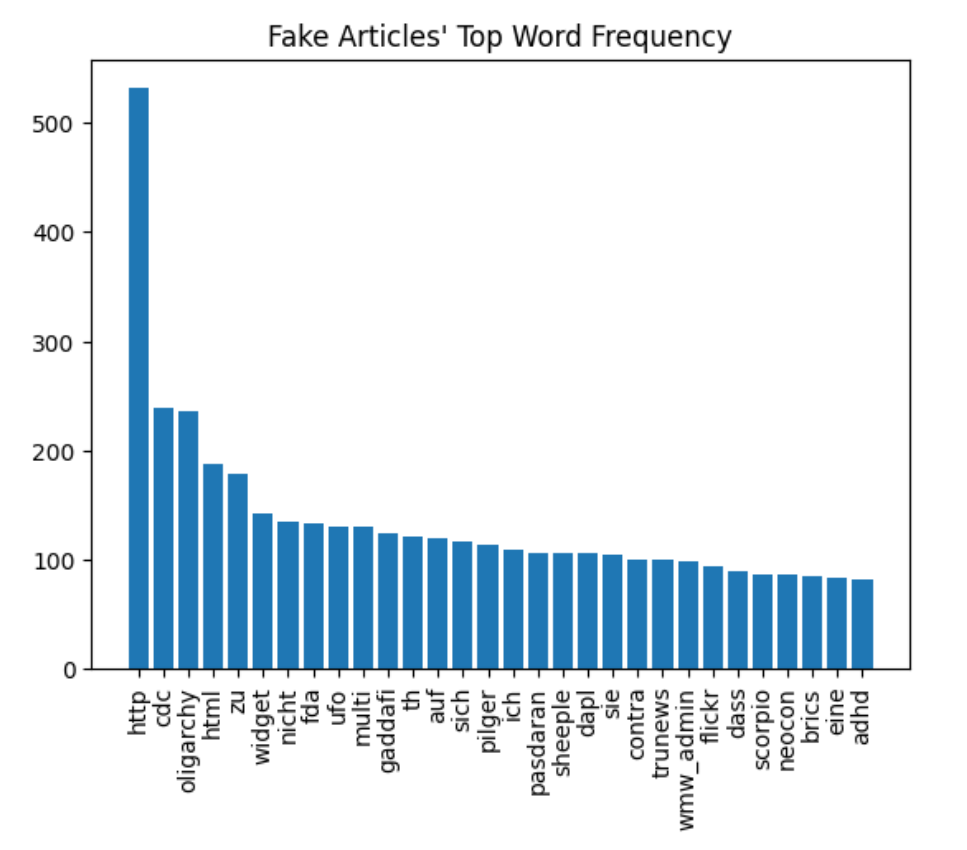 Fake Articles' Top Word Frequency
500
400
300
200
100
0
http
cdc
oligarchy
html
zu
widget
nicht
fda
ufo
multi
gaddafi
th
auf
sich
pilger
ich
pasdaran
sheeple
dapl
sie
contra
trunews
wmw_admin
flickr
dass
scorpio
neocon
brics
eine
adhd